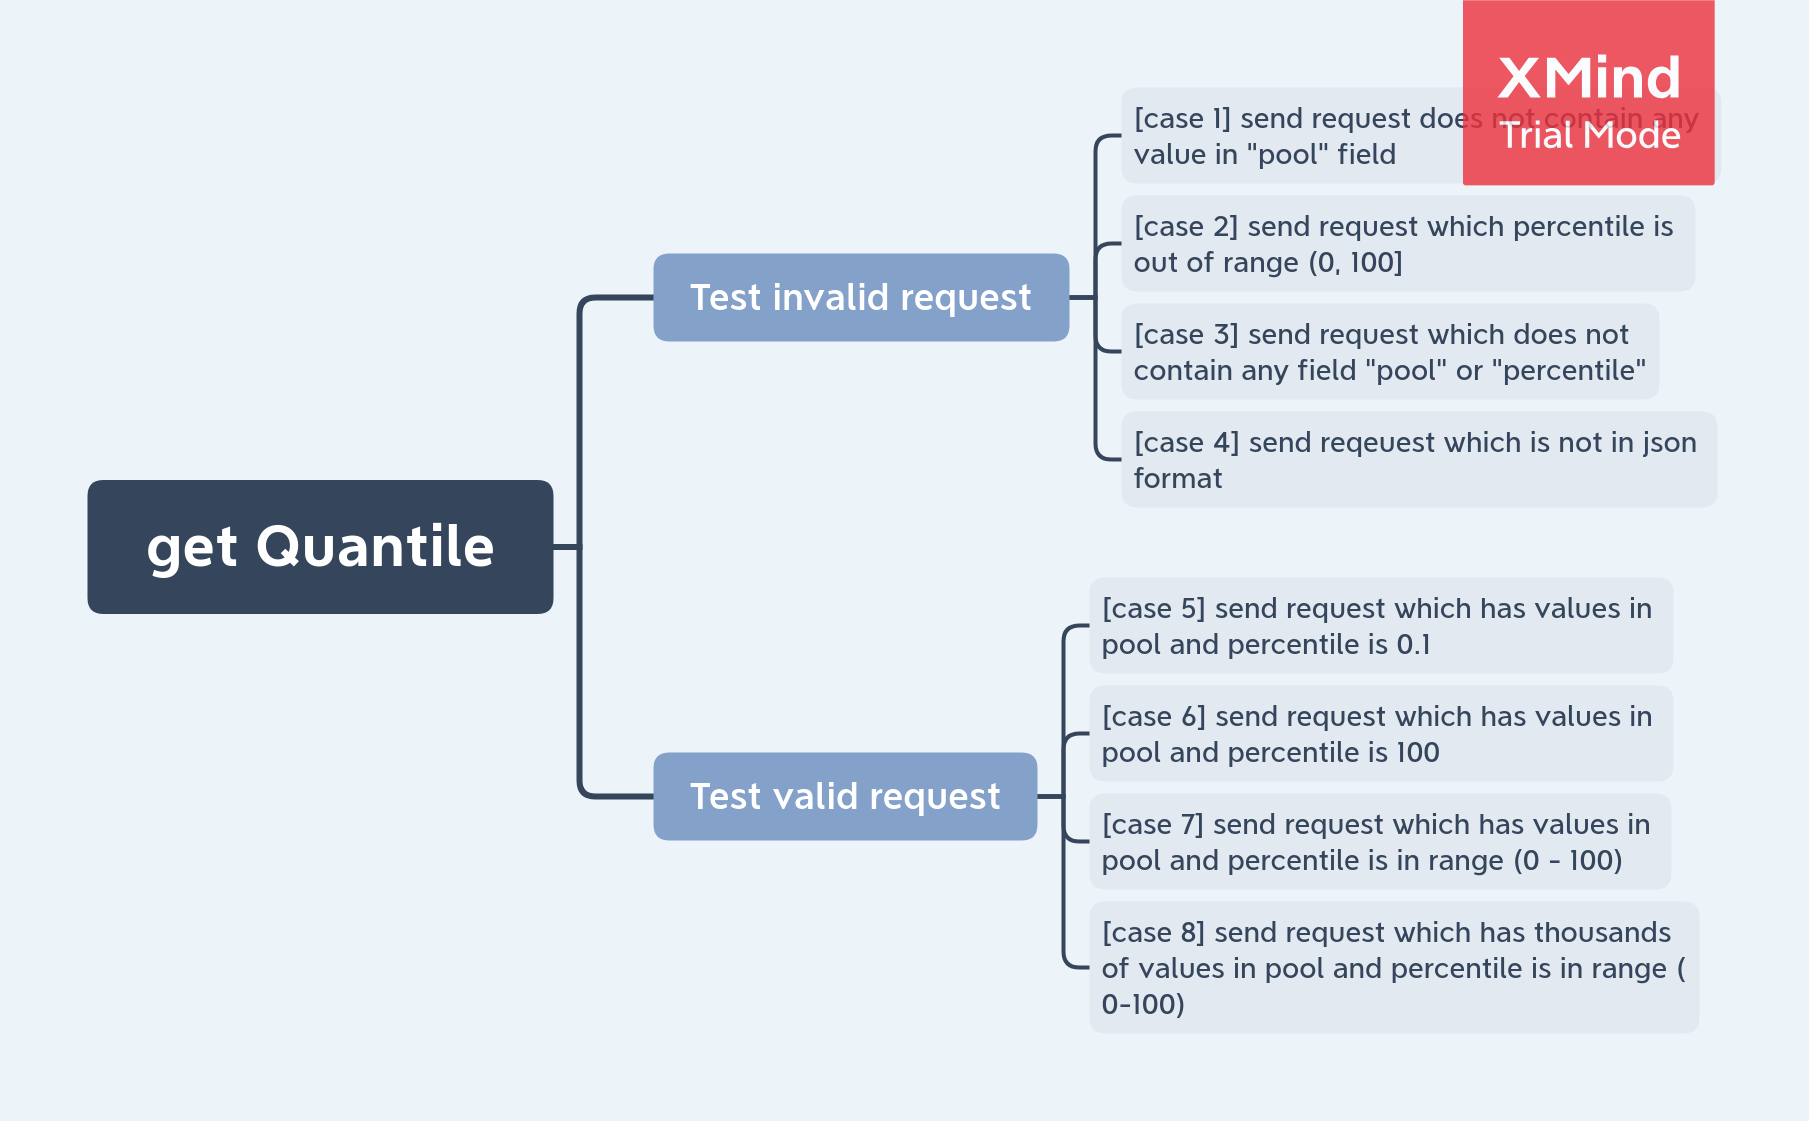 XMind
Trial Mode
[case 1] send request does not contain any
value in "pool" field
[case 2] send request which percentile is
out of range (0, 100]
Test invalid request
[case 3] send request which does not
contain any field "pool" or "percentile"
[case 4] send reqeuest which is not in json
format
get Quantile
[case 5] send request which has values in
pool and percentile is 0.1
[case 6] send request which has values in
pool and percentile is 100
Test valid request
[case 7] send request which has values in
pool and percentile is in range (0 - 100)
[case 8] send request which has thousands
of values in pool and percentile is in range (
0-100)